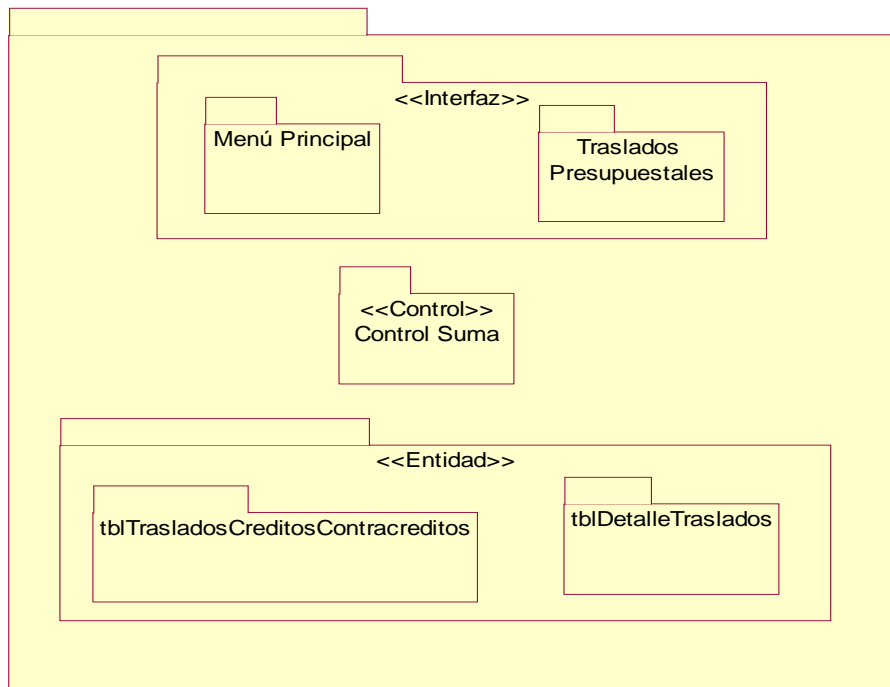 <<Interfaz>>
Menú Principal
Traslados
Presupuestales
<<Control>>
Control Suma
<<Entidad>>
tblTrasladosCreditosContracreditos
tblDetalleTraslados